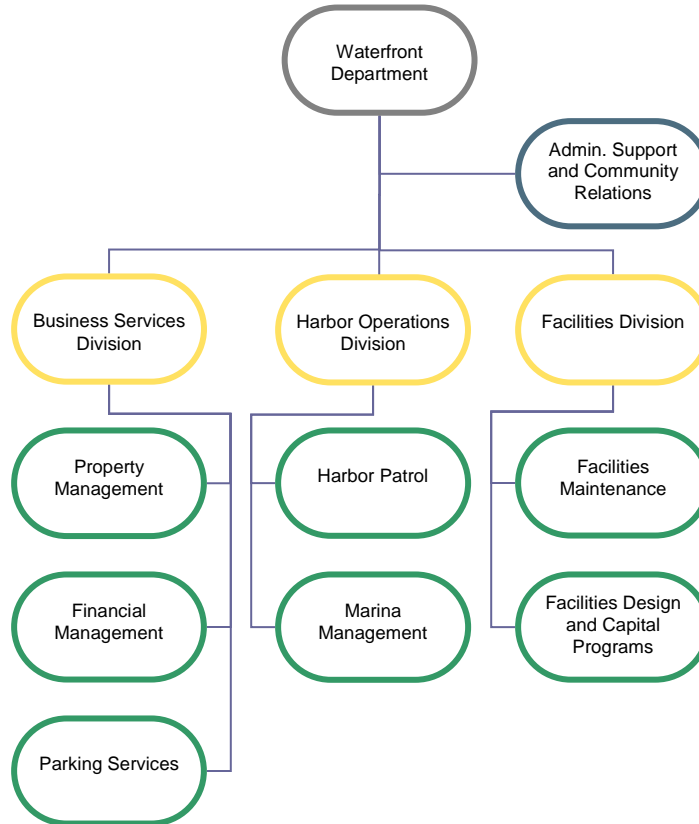 Waterfront
Department
Admin. Support
and Community
Relations
Business Services
Division
Harbor Operations
Division
Facilities Division
Property
Management
Harbor Patrol
Facilities
Maintenance
Financial
Management
Marina
Management
Facilities Design
and Capital
Programs
Parking Services